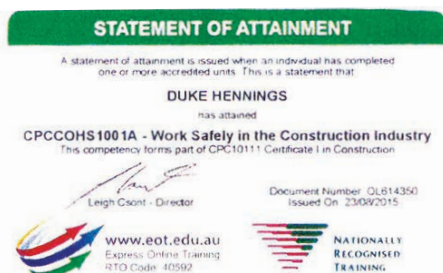 STATEMENT OF ATTAINMENT
A statement of attainment is issued when an individual has completed
one or more accredited units. This is a statement that
DUKE HENNINGS
has attained
CPCCOHS1001A - Work Safely in the Construction Industry
This competency forms part of CPC10111 Certificate I in Construction
Leigh Csont - Director
Document Number QL614350
Issued On 23/08/2015
www.eot.edu.au
Express Online Training
RTO Code 40592
NATIONALLY
RECOGNISED
TRAINING